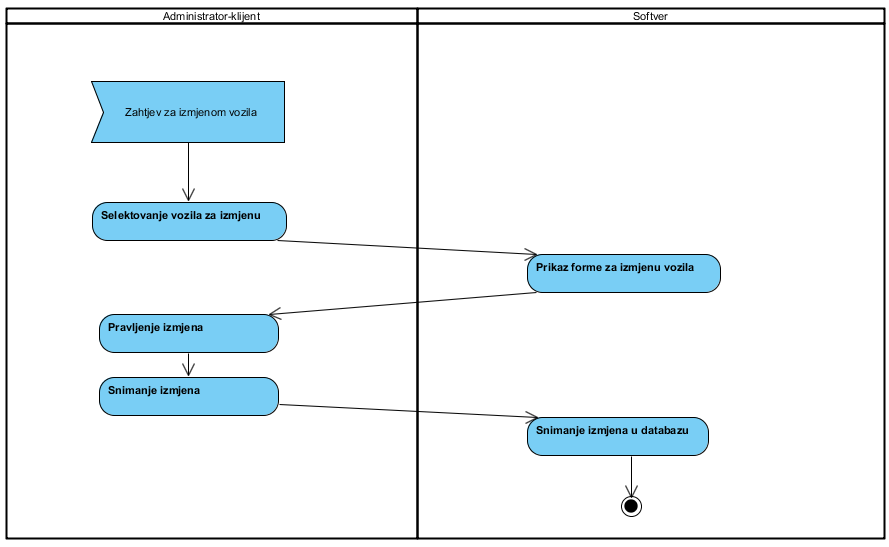 Administrator-klijent
Softver
Zahtjev za izmjenom vozila
Selektovanje vozila za izmjenu
Prikaz forme za izmjenu vozila
Pravljenje izmjena
Snimanje izmjena
Snimanje izmjena u databazu